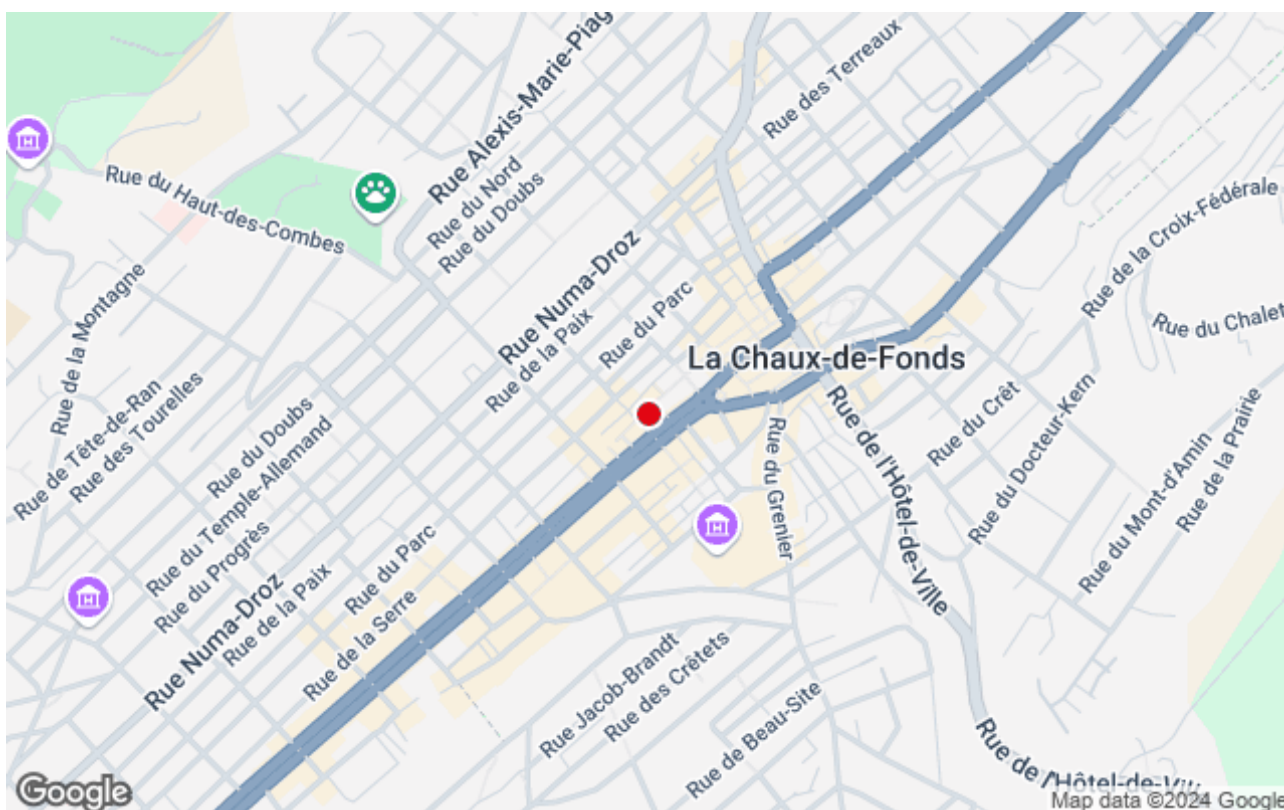 Rue Alexis-Marie-Piag
Rue des Terreaux
Rue du Haut-des-Combes
Rue du Nord
Rue du Doubs
Rue de la Croix-Fédérale
Rue Numa-Droz
Rue de la Montagne
Rue du Parc
Rue de la Paix
Rue du Chalet
La Chaux-de-Fonds
Rue de Tête-de-Ran
Rue des Tourelles
Rue du Doubs
Rue du Temple-Allemand
Rue du Progrès
Rue du Crêt
Rue du Docteur-Kern
Rue de l'Hôtel-de-Ville
Rue du Grenier
Rue du Mont-d'Amin
Rue de la Prairie
Rue du Parc
Rue de la Paix
Rue Numa-Droz
Rue de la Serre
Rue Jacob-Brandt
Rue des Crêtets
Rue de Beau-Site
Rue de l'Hôtel-de-Vill
Google
Map data ©2024 Google